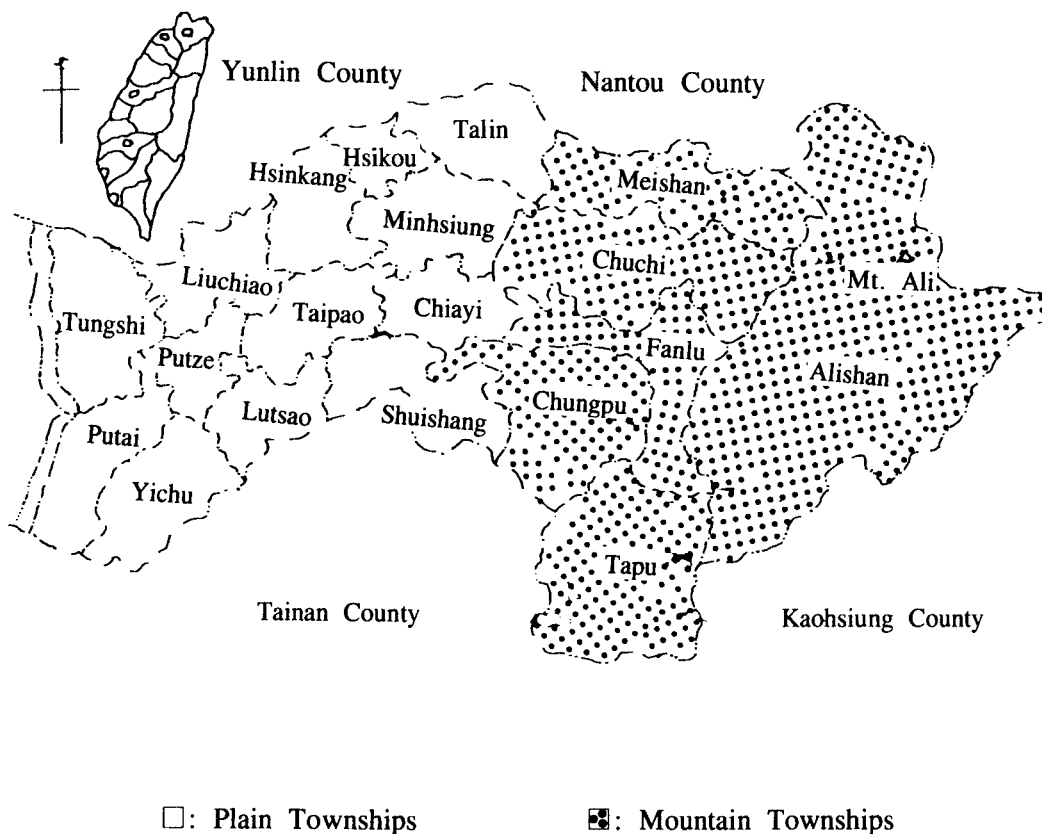 Yunlin County
Nantou County
Talin
Hsikou
Hsinkang
Meishan
Minhsiung
Chuchi
Liuchiao
Mt. Ali
Taipao
Chiayi
Tungshi
Putze
Fanlu
Alishan
Chungpu
Lutsao
Shuishang
Putai
Yichu
Tapu
Tainan County
Kaohsiung County
: Plain Townships
: Mountain Townships